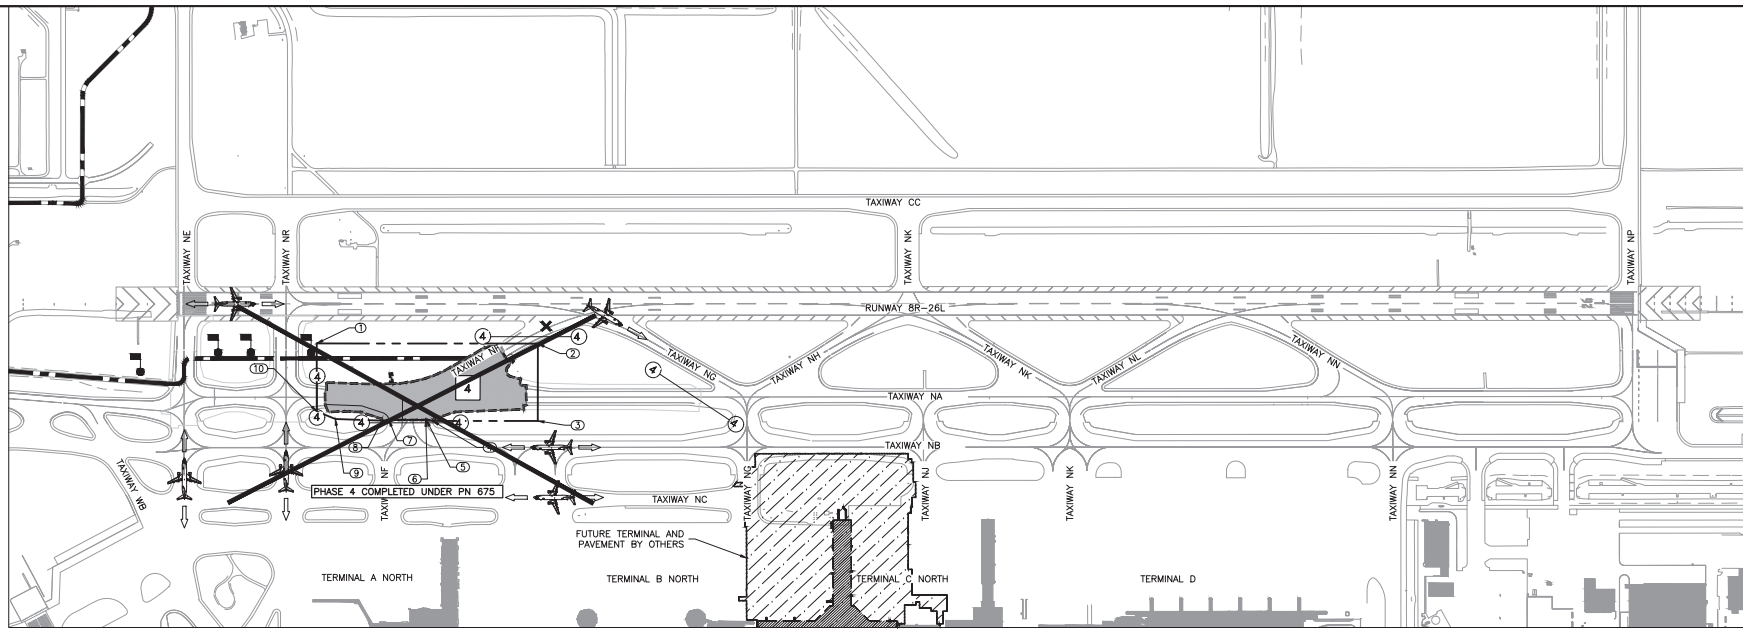 TAXIWAY CC
TAXIWAY NE
TAXIWAY NR
TAXIWAY NK
TAXIWAY NP
RUNWAY 8R-26L
1
4
4
2
TAXIWAY NG
TAXIWAY NH
TAXIWAY NK
TAXIWAY NL
TAXIWAY NN
10
4
4
4
TAXIWAY NA
4
4
4
4
3
8
7
5
9
6
TAXIWAY NB
TAXIWAY WB
PHASE 4 COMPLETED UNDER PN 675
TAXIWAY NC
TAXIWAY NG
TAXIWAY NJ
TAXIWAY NK
TAXIWAY NN
FUTURE TERMINAL AND
PAVEMENT BY OTHERS
TERMINAL A NORTH
TERMINAL B NORTH
TERMINAL C NORTH
TERMINAL D